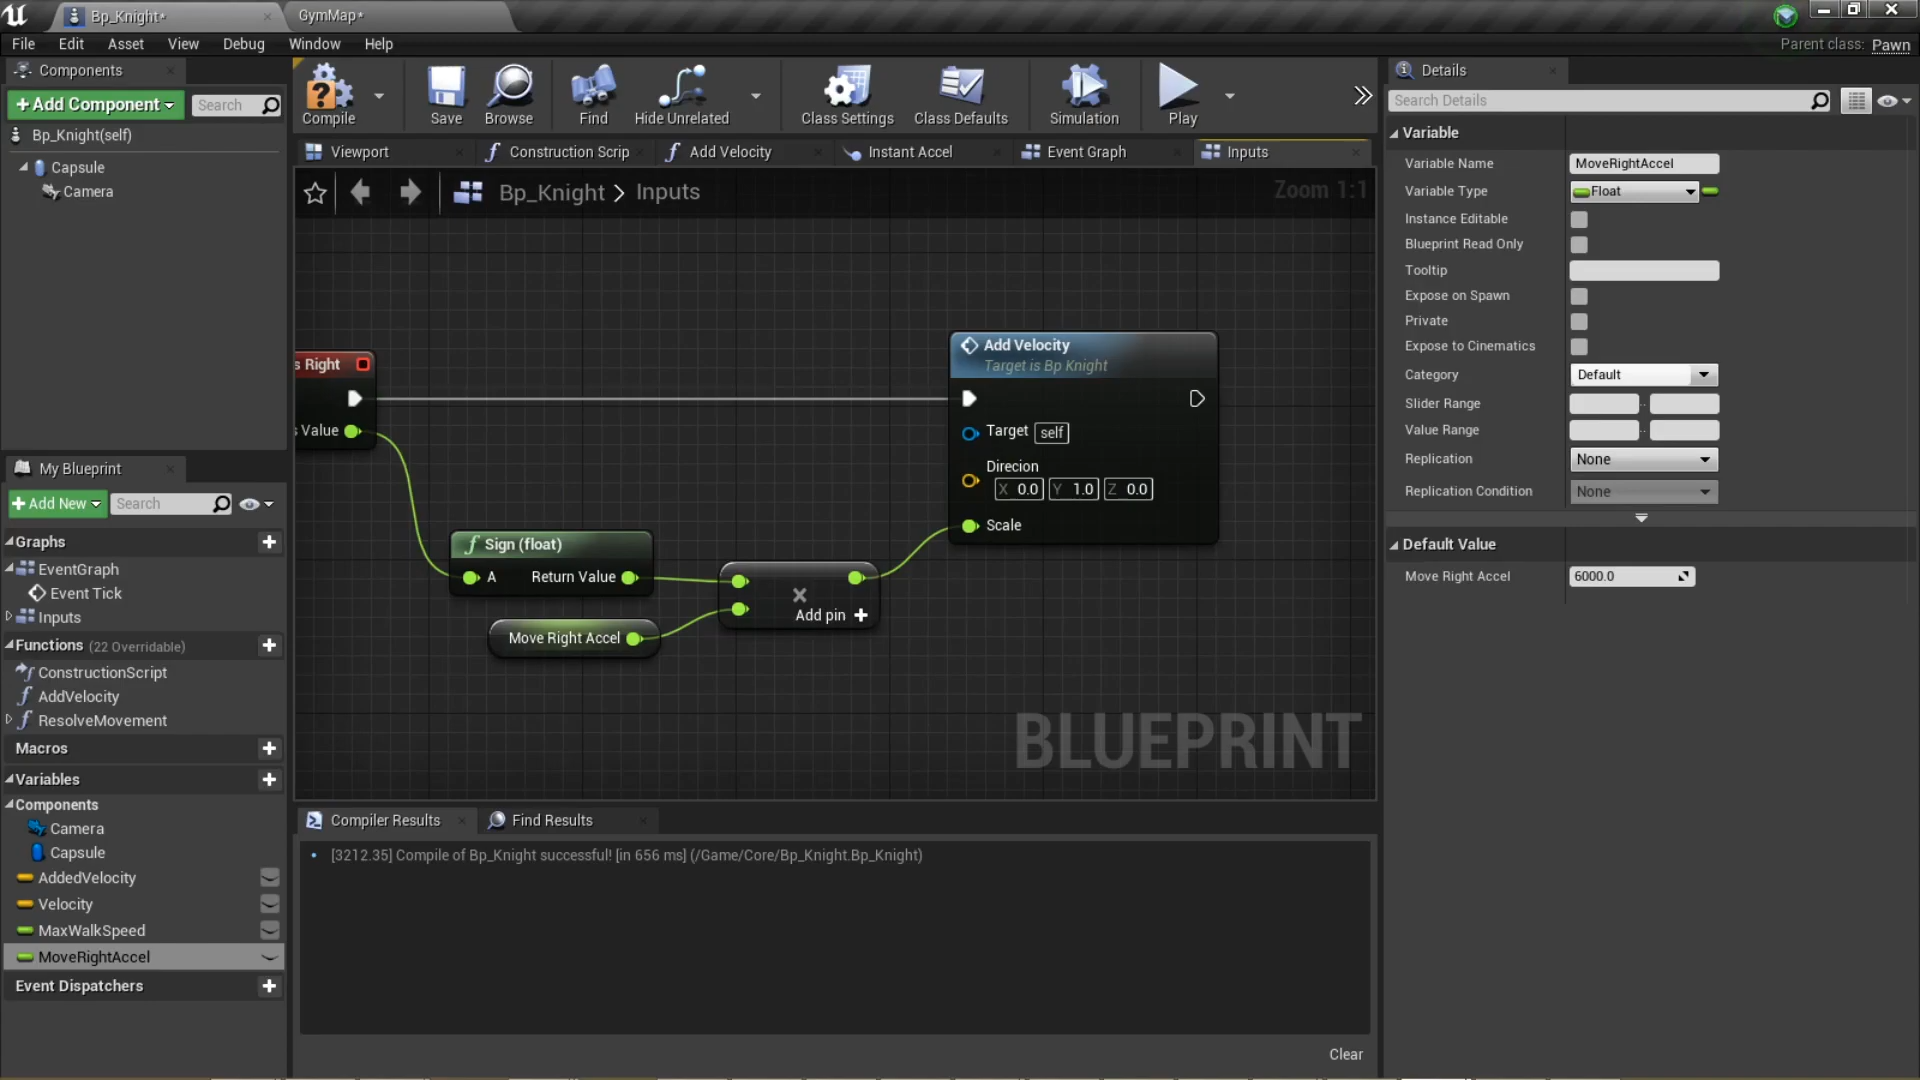 Bp_Knight*
GymMap*
File Edit Asset View Debug Window Help
Parent class: Pawn
Components
+Add Component
Search
Bp_Knight(self)
Capsule
Camera
Compile
Save
Browse
Find
Hide Unrelated
Class Settings
Class Defaults
Simulation
Play
Viewport
Construction Scrip
Add Velocity
Instant Accel
Event Graph
Inputs
Bp_Knight > Inputs
Zoom 1:1
s Right
s Value
Sign (float)
A Return Value
Move Right Accel
Add pin +
Add Velocity
Target is Bp Knight
Target self
Direcion
X 0.0 Y 1.0 Z 0.0
Scale
BLUEPRINT
My Blueprint
+Add New
Search
Graphs
EventGraph
Event Tick
Inputs
Functions (22 Overridable)
ConstructionScript
AddVelocity
ResolveMovement
Macros
Variables
Components
Camera
Capsule
AddedVelocity
Velocity
MaxWalkSpeed
MoveRightAccel
Event Dispatchers
Compiler Results
Find Results
[3212.35] Compile of Bp_Knight successful! [in 656 ms] (/Game/Core/Bp_Knight.Bp_Knight)
Clear
Details
Search Details
Variable
Variable Name MoveRightAccel
Variable Type Float
Instance Editable
Blueprint Read Only
Tooltip
Expose on Spawn
Private
Expose to Cinematics
Category Default
Slider Range
Value Range
Replication None
Replication Condition None
Default Value
Move Right Accel 6000.0